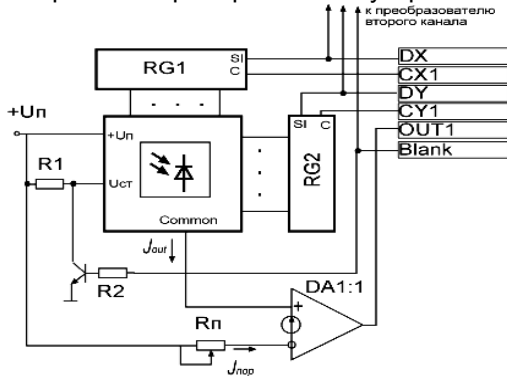 к преобразователю
второго канала
SI
RG1
C
DX
CX1
DY
CY1
OUT1
Blank
+Uп
+Uп
SI C
RG2
R1
Uст
Common
Jout
R2
DA1:1
Rп
Jпор